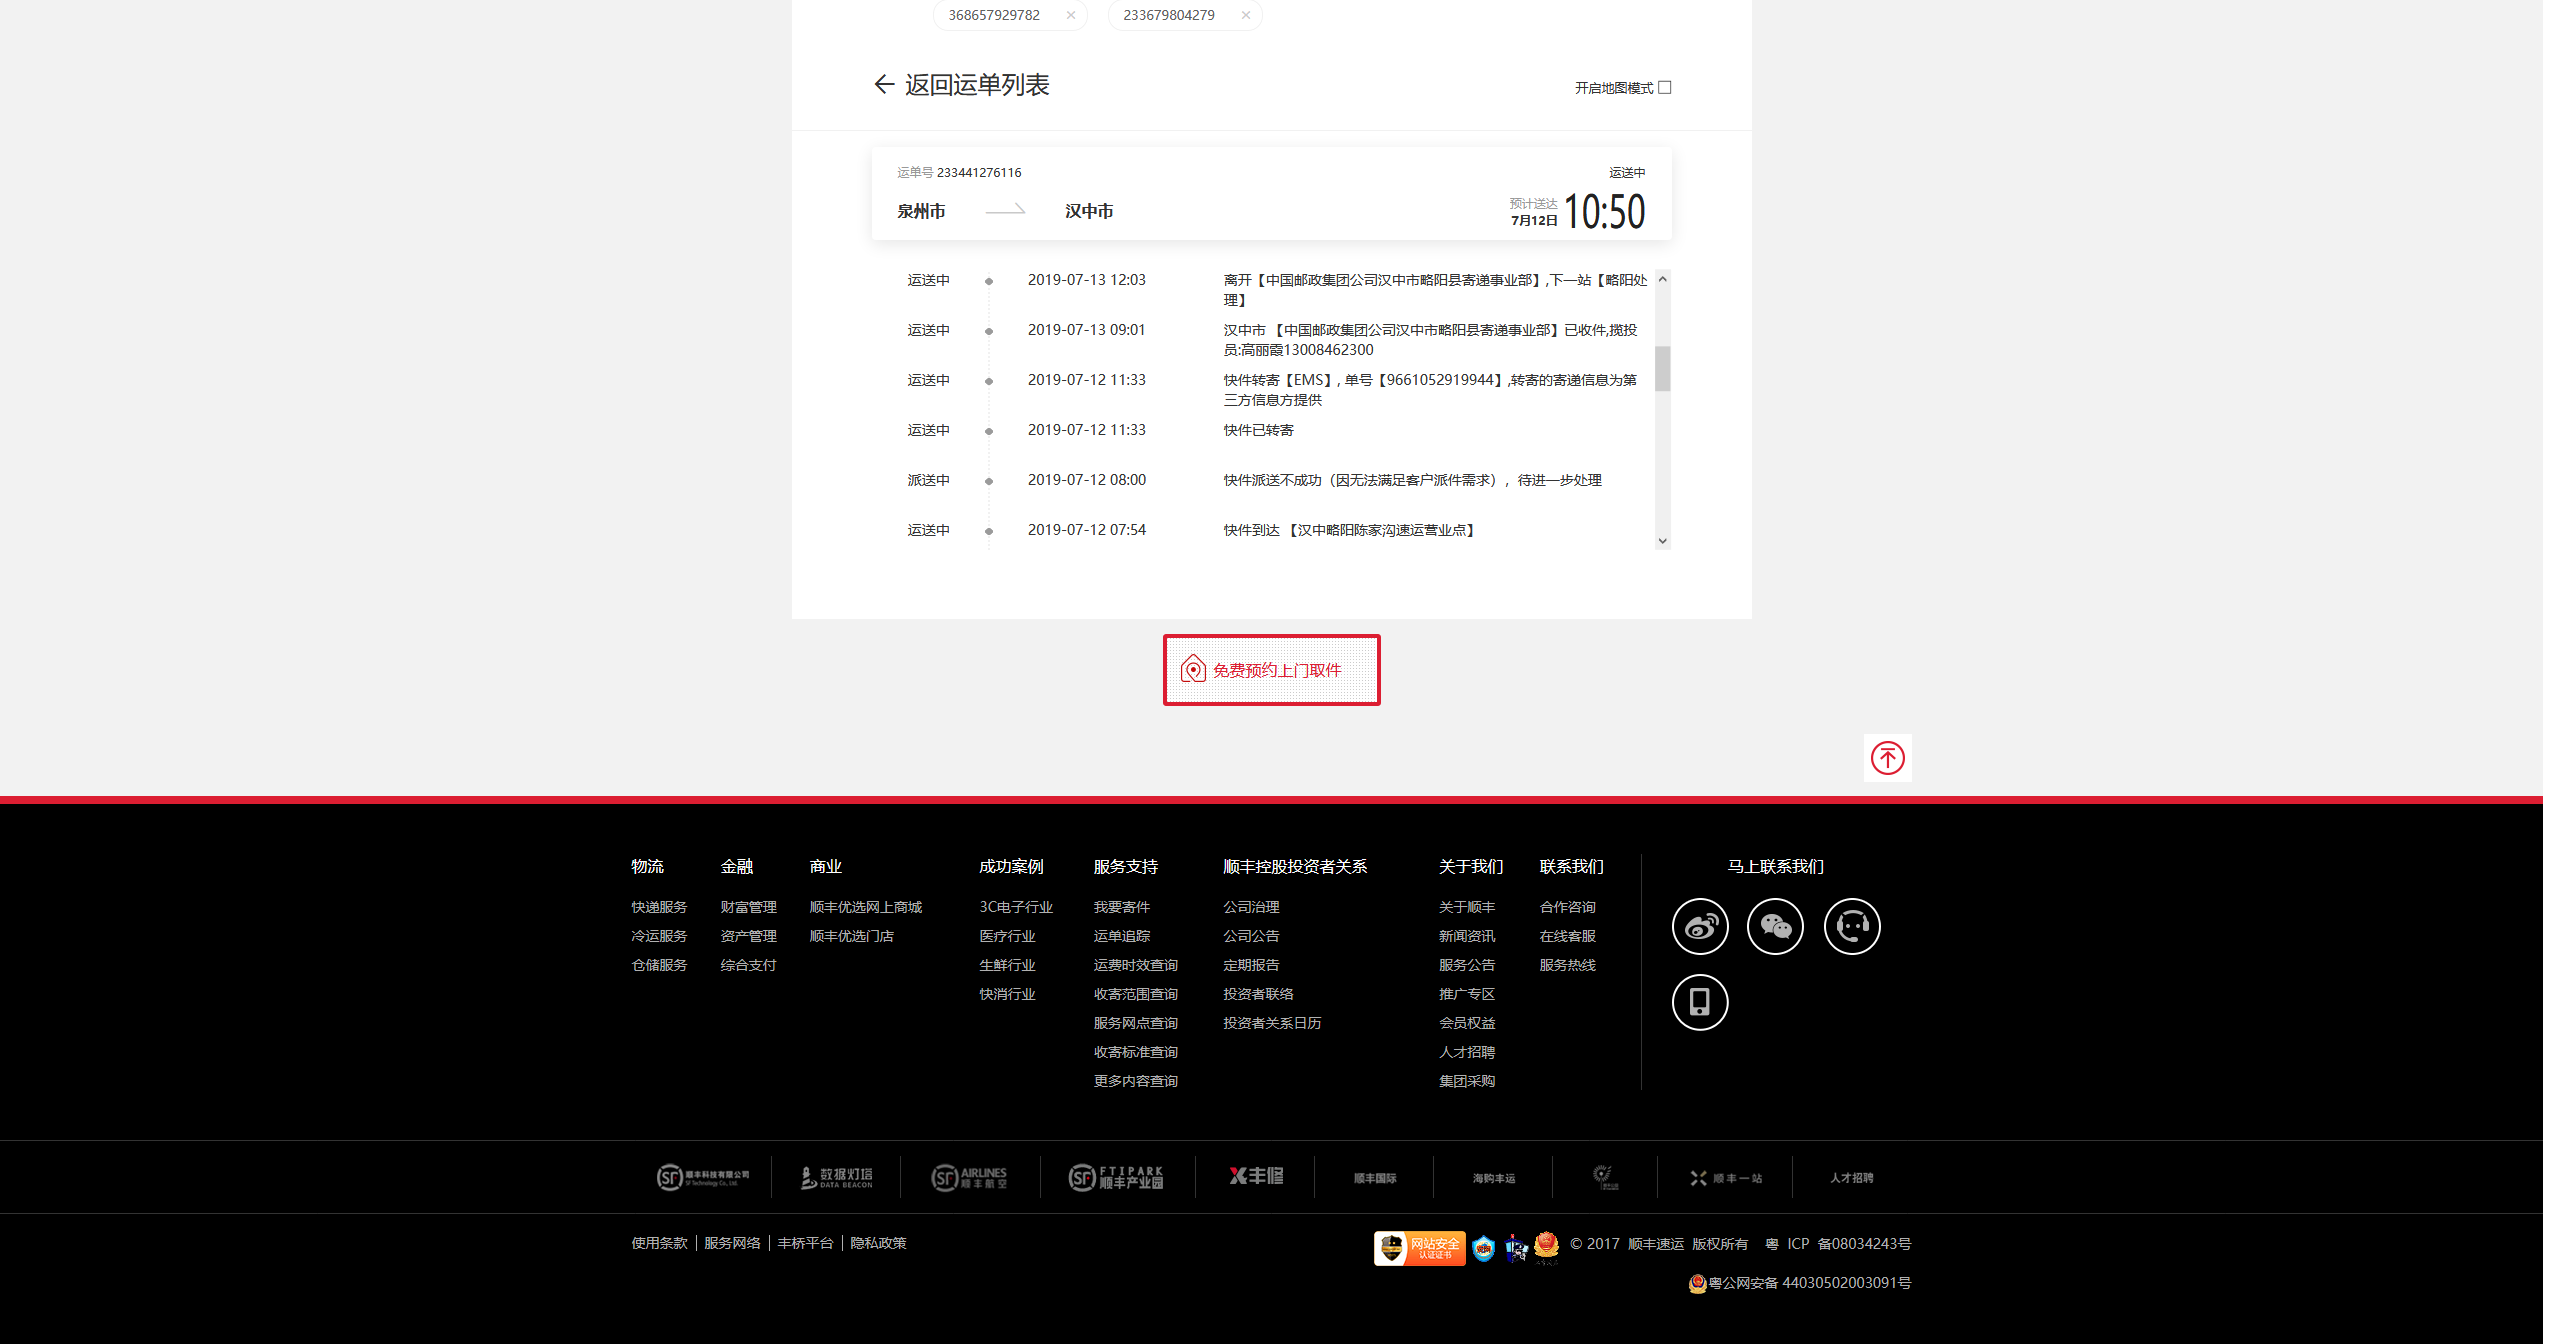 368657929782 × 233679804279 ×
返回运单列表
开启地图模式
运单号 233441276116
运送中
泉州市 汉中市
预计送达
7月12日
10:50
运送中 2019-07-13 12:03 离开【中国邮政集团公司汉中市略阳县寄递事业部】,下一站【略阳处
理】
运送中 2019-07-13 09:01 汉中市 【中国邮政集团公司汉中市略阳县寄递事业部】已收件,揽投
员:高丽霞13008462300
运送中 2019-07-12 11:33 快件转寄【EMS】, 单号【9661052919944】,转寄的寄递信息为第
三方信息方提供
运送中 2019-07-12 11:33 快件已转寄
派送中 2019-07-12 08:00 快件派送不成功（因无法满足客户派件需求），待进一步处理
运送中 2019-07-12 07:54 快件到达 【汉中略阳陈家沟速运营业点】
免费预约上门取件
物流 金融 商业 成功案例 服务支持 顺丰控股投资者关系 关于我们 联系我们 马上联系我们
快递服务 财富管理 顺丰优选网上商城 3C电子行业 我要寄件 公司治理 关于顺丰 合作咨询
冷运服务 资产管理 顺丰优选门店 医疗行业 运单追踪 公司公告 新闻资讯 在线客服
仓储服务 综合支付 生鲜行业 运费时效查询 定期报告 服务公告 服务热线
快消行业 收寄范围查询 投资者联络 推广专区
服务网点查询 投资者关系日历 会员权益
收寄标准查询 人才招聘
更多内容查询 集团采购
SF 顺丰科技有限公司
SF Technology Co., Ltd.
数据灯塔
DATA BEACON
SF AIRLINES
顺丰航空
SF FTIPARK
顺丰产业园
X丰修
顺丰国际
海购丰运
顺丰一站
人才招聘
使用条款 | 服务网络 | 丰桥平台 | 隐私政策
网站安全
认证证书
© 2017 顺丰速运 版权所有 粤 ICP 备08034243号
粤公网安备 44030502003091号